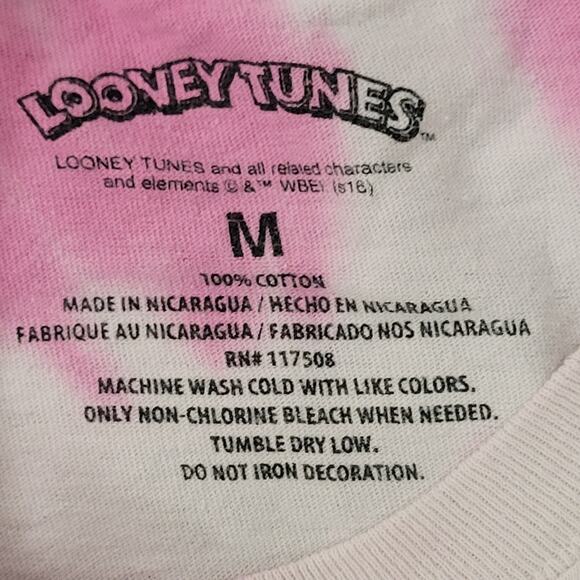 LOONEY TUNES™
LOONEY TUNES and all related characters
and elements © & ™ WBEI. (s16)
M
100% COTTON
MADE IN NICARAGUA / HECHO EN NICARAGUA
FABRIQUE AU NICARAGUA / FABRICADO NOS NICARAGUA
RN# 117508
MACHINE WASH COLD WITH LIKE COLORS.
ONLY NON-CHLORINE BLEACH WHEN NEEDED.
TUMBLE DRY LOW.
DO NOT IRON DECORATION.